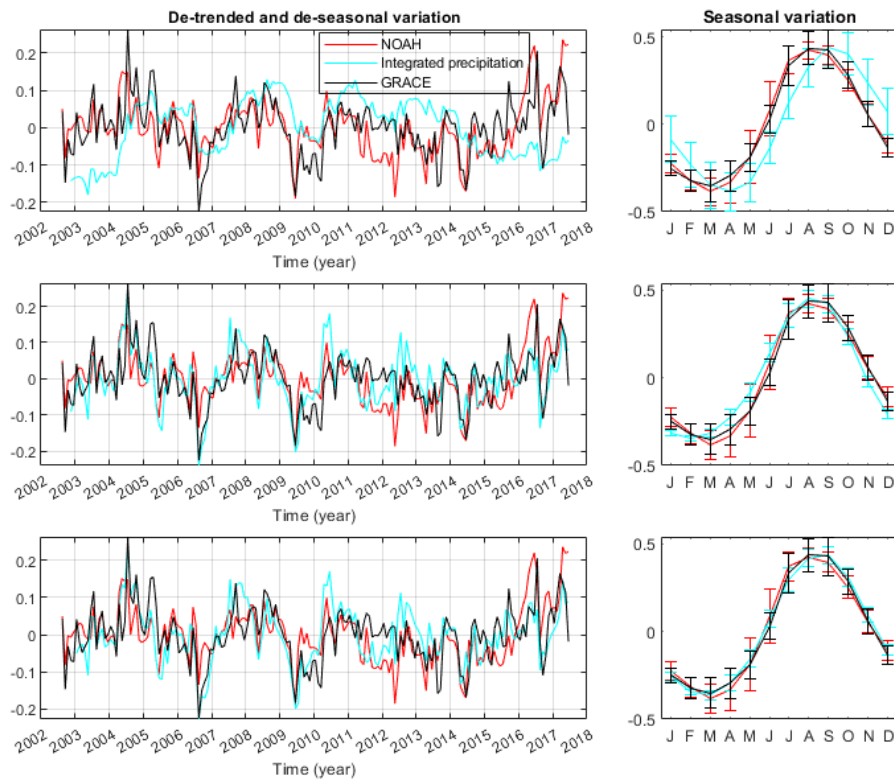 De-trended and de-seasonal variation
Seasonal variation
NOAH
Integrated precipitation
GRACE
0.2
0.1
0
-0.1
-0.2
2002 2003 2004 2005 2006 2007 2008 2009 2010 2011 2012 2013 2014 2015 2016 2017 2018
Time (year)
0.5
0
-0.5
J F M A M J J A S O N D
0.2
0.1
0
-0.1
-0.2
2002 2003 2004 2005 2006 2007 2008 2009 2010 2011 2012 2013 2014 2015 2016 2017 2018
Time (year)
0.5
0
-0.5
J F M A M J J A S O N D
0.2
0.1
0
-0.1
-0.2
2002 2003 2004 2005 2006 2007 2008 2009 2010 2011 2012 2013 2014 2015 2016 2017 2018
Time (year)
0.5
0
-0.5
J F M A M J J A S O N D